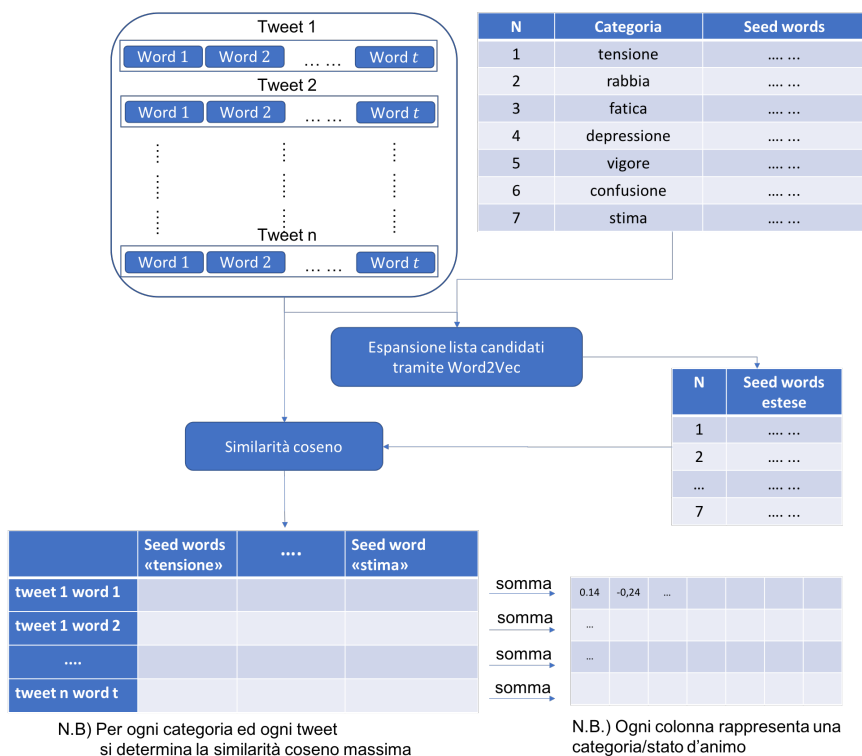 Tweet 1
Word 1 Word 2 ... ... Word t
Tweet 2
Word 1 Word 2 ... ... Word t
Tweet n
Word 1 Word 2 ... ... Word t
N Categoria Seed words
1 tensione .... ...
2 rabbia .... ...
3 fatica .... ...
4 depressione .... ...
5 vigore .... ...
6 confusione .... ...
7 stima .... ...
Espansione lista candidati
tramite Word2Vec
N Seed words
estese
1 .... ...
2 .... ...
... .... ...
7 .... ...
Similarità coseno
Seed words .... Seed word
«tensione» «stima»
tweet 1 word 1
tweet 1 word 2
....
tweet n word t
somma
somma
somma
somma
0.14 -0,24 ...
...
...
N.B) Per ogni categoria ed ogni tweet
si determina la similarità coseno massima
N.B.) Ogni colonna rappresenta una
categoria/stato d'animo